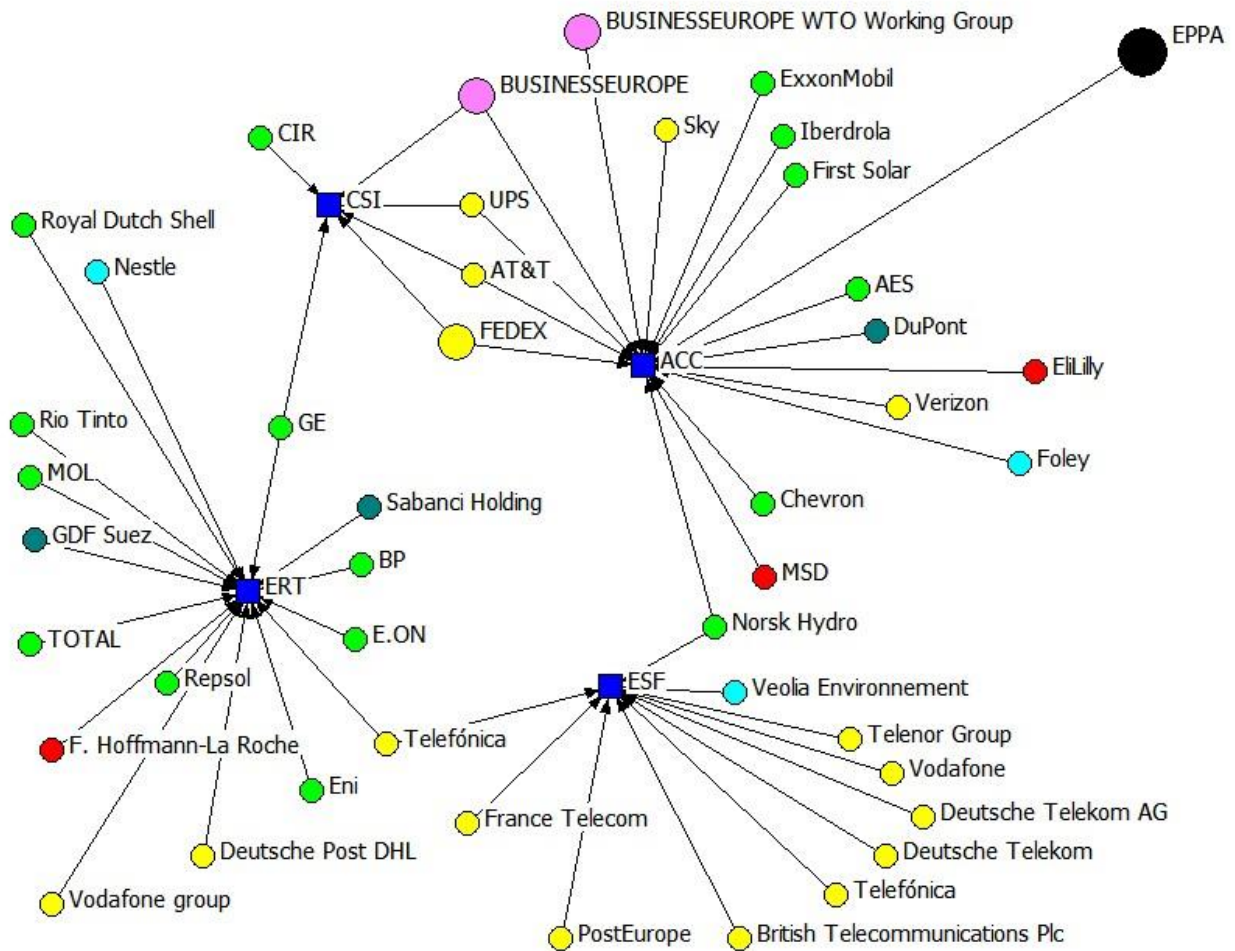 BUSINESSEUROPE WTO Working Group
EPPA
BUSINESSEUROPE
ExxonMobil
Sky
Iberdrola
CIR
First Solar
CSI
UPS
Royal Dutch Shell
Nestle
AT&T
AES
DuPont
FEDEX
ACC
EliLilly
Verizon
Rio Tinto
GE
Foley
MOL
Sabanci Holding
Chevron
GDF Suez
BP
MSD
ERT
Norsk Hydro
TOTAL
E.ON
Repsol
ESF
Veolia Environnement
Telenor Group
F. Hoffmann-La Roche
Telefónica
Vodafone
Eni
France Telecom
Deutsche Telekom AG
Deutsche Post DHL
Deutsche Telekom
Telefónica
Vodafone group
PostEurope
British Telecommunications Plc